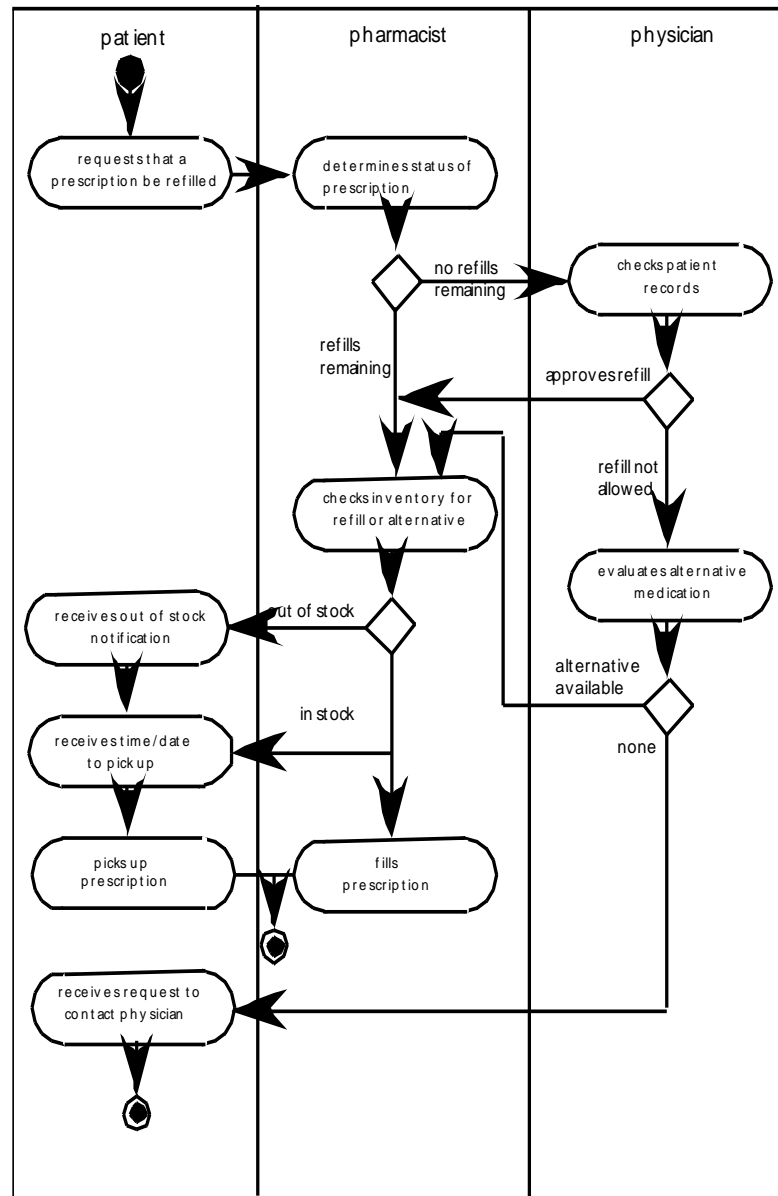 patient
pharmacist
physician
requests that a
prescription be refilled
determines status of
prescription
no refills
remaining
checks patient
records
refills
remaining
approves refill
refill not
allowed
checks inventory for
refill or alternative
evaluates alternative
medication
receives out of stock
notification
out of stock
alternative
available
in stock
none
receives time/date
to pickup
picks up
prescription
fills
prescription
receives request to
contact physician